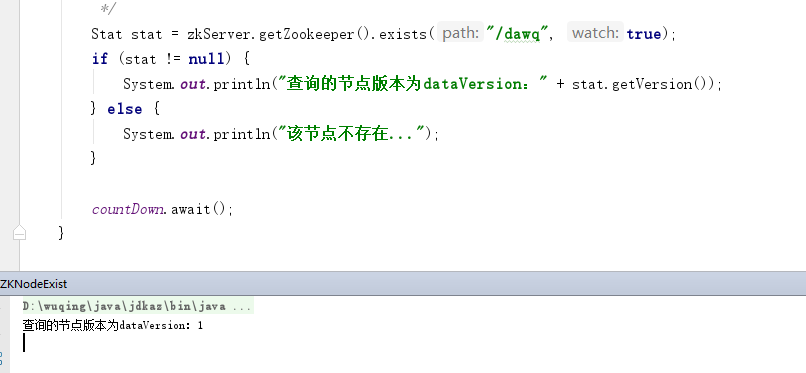 */
Stat stat = zkServer.getZookeeper().exists( path: "/dawq", watch: true);
if (stat != null) {
System.out.println("查询的节点版本为dataVersion：" + stat.getVersion());
} else {
System.out.println("该节点不存在...");
}
countDown.await();
}
ZKNodeExist
D:\wuqing\java\jdkaz\bin\java ...
查询的节点版本为dataVersion：1